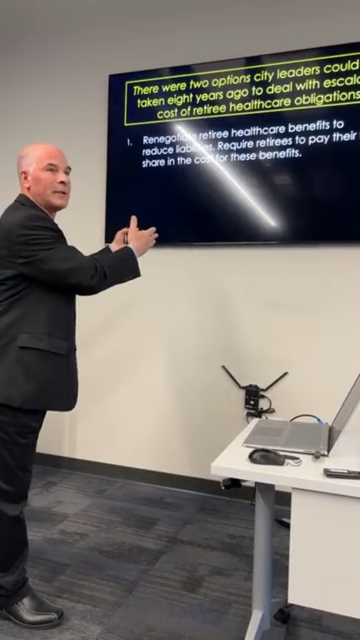 There were two options city leaders could
taken eight years ago to deal with escala
cost of retiree healthcare obligations
1. Renegotiate retiree healthcare benefits to
reduce liabilities. Require retirees to pay their
share in the cost for these benefits.